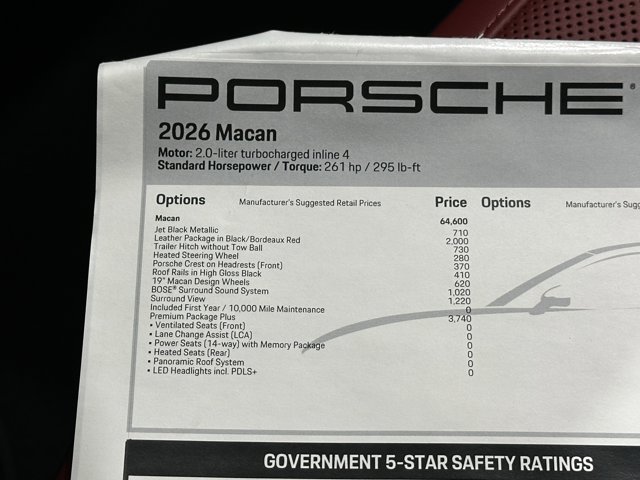 PORSCHE®
2026 Macan
Motor: 2.0-liter turbocharged inline 4
Standard Horsepower / Torque: 261 hp / 295 lb-ft
Options Manufacturer's Suggested Retail Prices Price Options Manufacturer's Sugg
Macan 64,600
Jet Black Metallic 710
Leather Package in Black/Bordeaux Red 2,000
Trailer Hitch without Tow Ball 730
Heated Steering Wheel 280
Porsche Crest on Headrests (Front) 370
Roof Rails in High Gloss Black 410
19" Macan Design Wheels 620
BOSE® Surround Sound System 1,020
Surround View 1,220
Included First Year / 10,000 Mile Maintenance 0
Premium Package Plus 3,740
• Ventilated Seats (Front) 0
• Lane Change Assist (LCA) 0
• Power Seats (14-way) with Memory Package 0
• Heated Seats (Rear) 0
• Panoramic Roof System 0
• LED Headlights incl. PDLS+ 0
GOVERNMENT 5-STAR SAFETY RATINGS